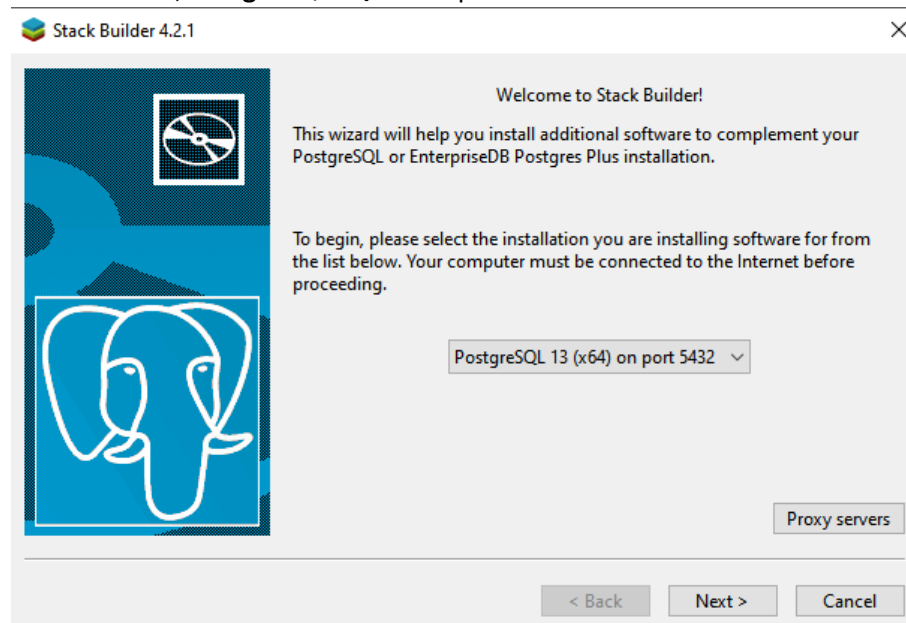 Stack Builder 4.2.1
Welcome to Stack Builder!
This wizard will help you install additional software to complement your
PostgreSQL or EnterpriseDB Postgres Plus installation.
To begin, please select the installation you are installing software for from
the list below. Your computer must be connected to the Internet before
proceeding.
PostgreSQL 13 (x64) on port 5432
Proxy servers
< Back
Next >
Cancel